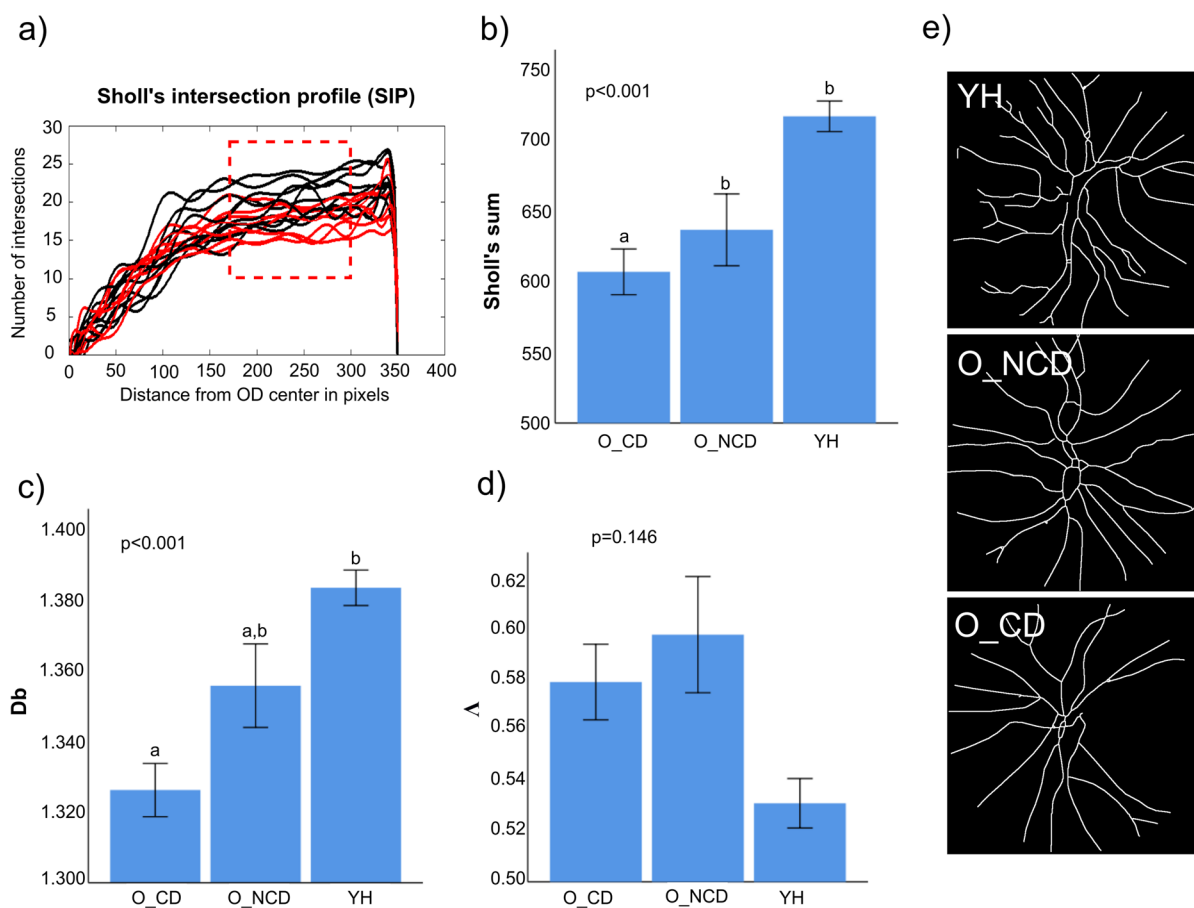 a)
Sholl's intersection profile (SIP)
Number of intersections
30
25
20
15
10
5
0
0 50 100 150 200 250 300 350 400
Distance from OD center in pixels
b)
p<0.001
Sholl's sum
750
700
650
600
550
500
a
b
b
O_CD O_NCD YH
c)
p<0.001
Db
1.400
1.380
1.360
1.340
1.320
1.300
a
a,b
b
O_CD O_NCD YH
d)
p=0.146
Λ
0.62
0.60
0.58
0.56
0.54
0.52
0.50
O_CD O_NCD YH
e)
YH
O_NCD
O_CD